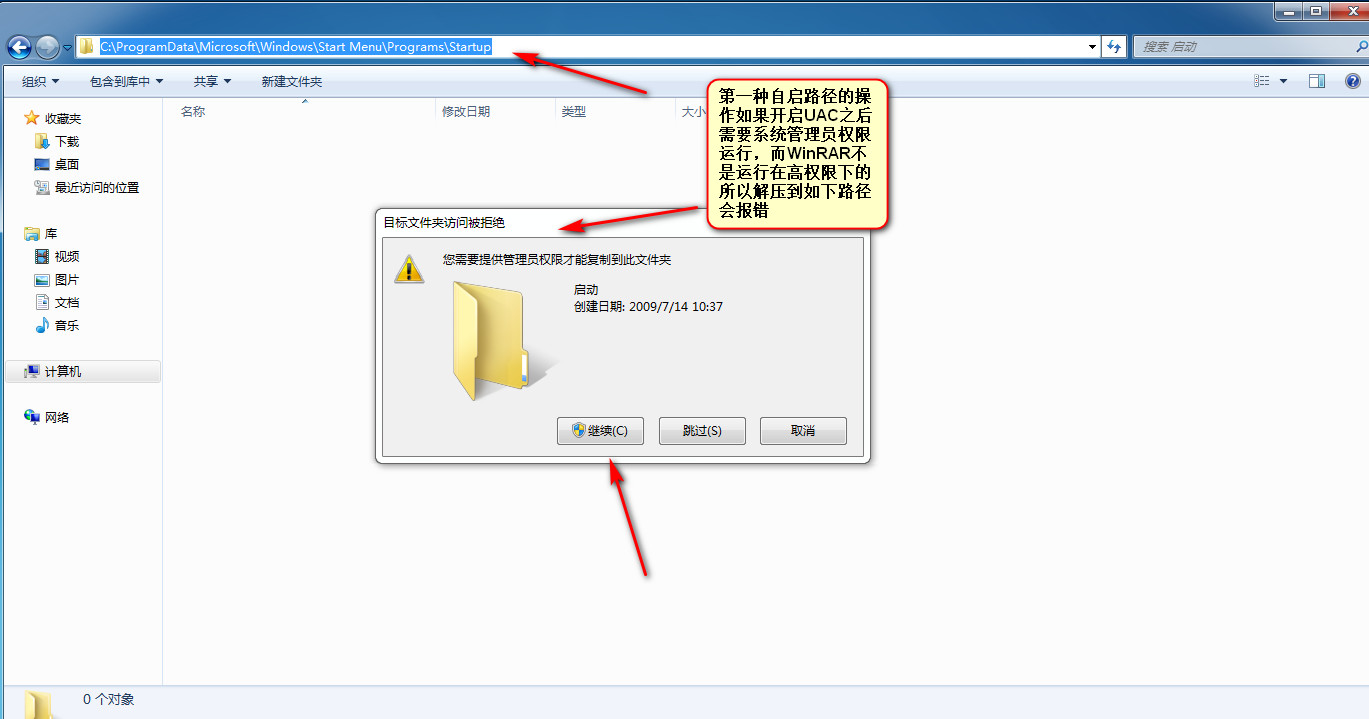 C:\ProgramData\Microsoft\Windows\Start Menu\Programs\Startup
搜索 启动
组织
包含到库中
共享
新建文件夹
名称
修改日期
类型
大小
收藏夹
下载
桌面
最近访问的位置
库
视频
图片
文档
音乐
计算机
网络
第一种自启路径的操
作如果开启UAC之后
需要系统管理员权限
运行，而WinRAR不
是运行在高权限下的
所以解压到如下路径
会报错
目标文件夹访问被拒绝
您需要提供管理员权限才能复制到此文件夹
启动
创建日期: 2009/7/14 10:37
继续(C)
跳过(S)
取消
0 个对象